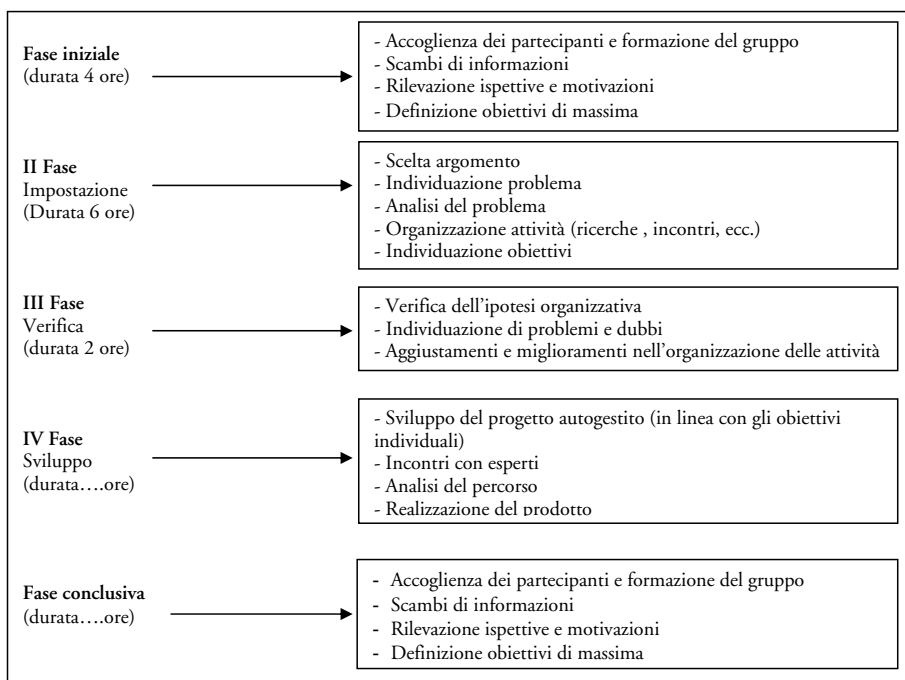 Fase iniziale
(durata 4 ore)
- Accoglienza dei partecipanti e formazione del gruppo
- Scambi di informazioni
- Rilevazione ispettive e motivazioni
- Definizione obiettivi di massima
II Fase
Impostazione
(Durata 6 ore)
- Scelta argomento
- Individuazione problema
- Analisi del problema
- Organizzazione attività (ricerche , incontri, ecc.)
- Individuazione obiettivi
III Fase
Verifica
(durata 2 ore)
- Verifica dell'ipotesi organizzativa
- Individuazione di problemi e dubbi
- Aggiustamenti e miglioramenti nell'organizzazione delle attività
IV Fase
Sviluppo
(durata....ore)
- Sviluppo del progetto autogestito (in linea con gli obiettivi
individuali)
- Incontri con esperti
- Analisi del percorso
- Realizzazione del prodotto
Fase conclusiva
(durata....ore)
- Accoglienza dei partecipanti e formazione del gruppo
- Scambi di informazioni
- Rilevazione ispettive e motivazioni
- Definizione obiettivi di massima